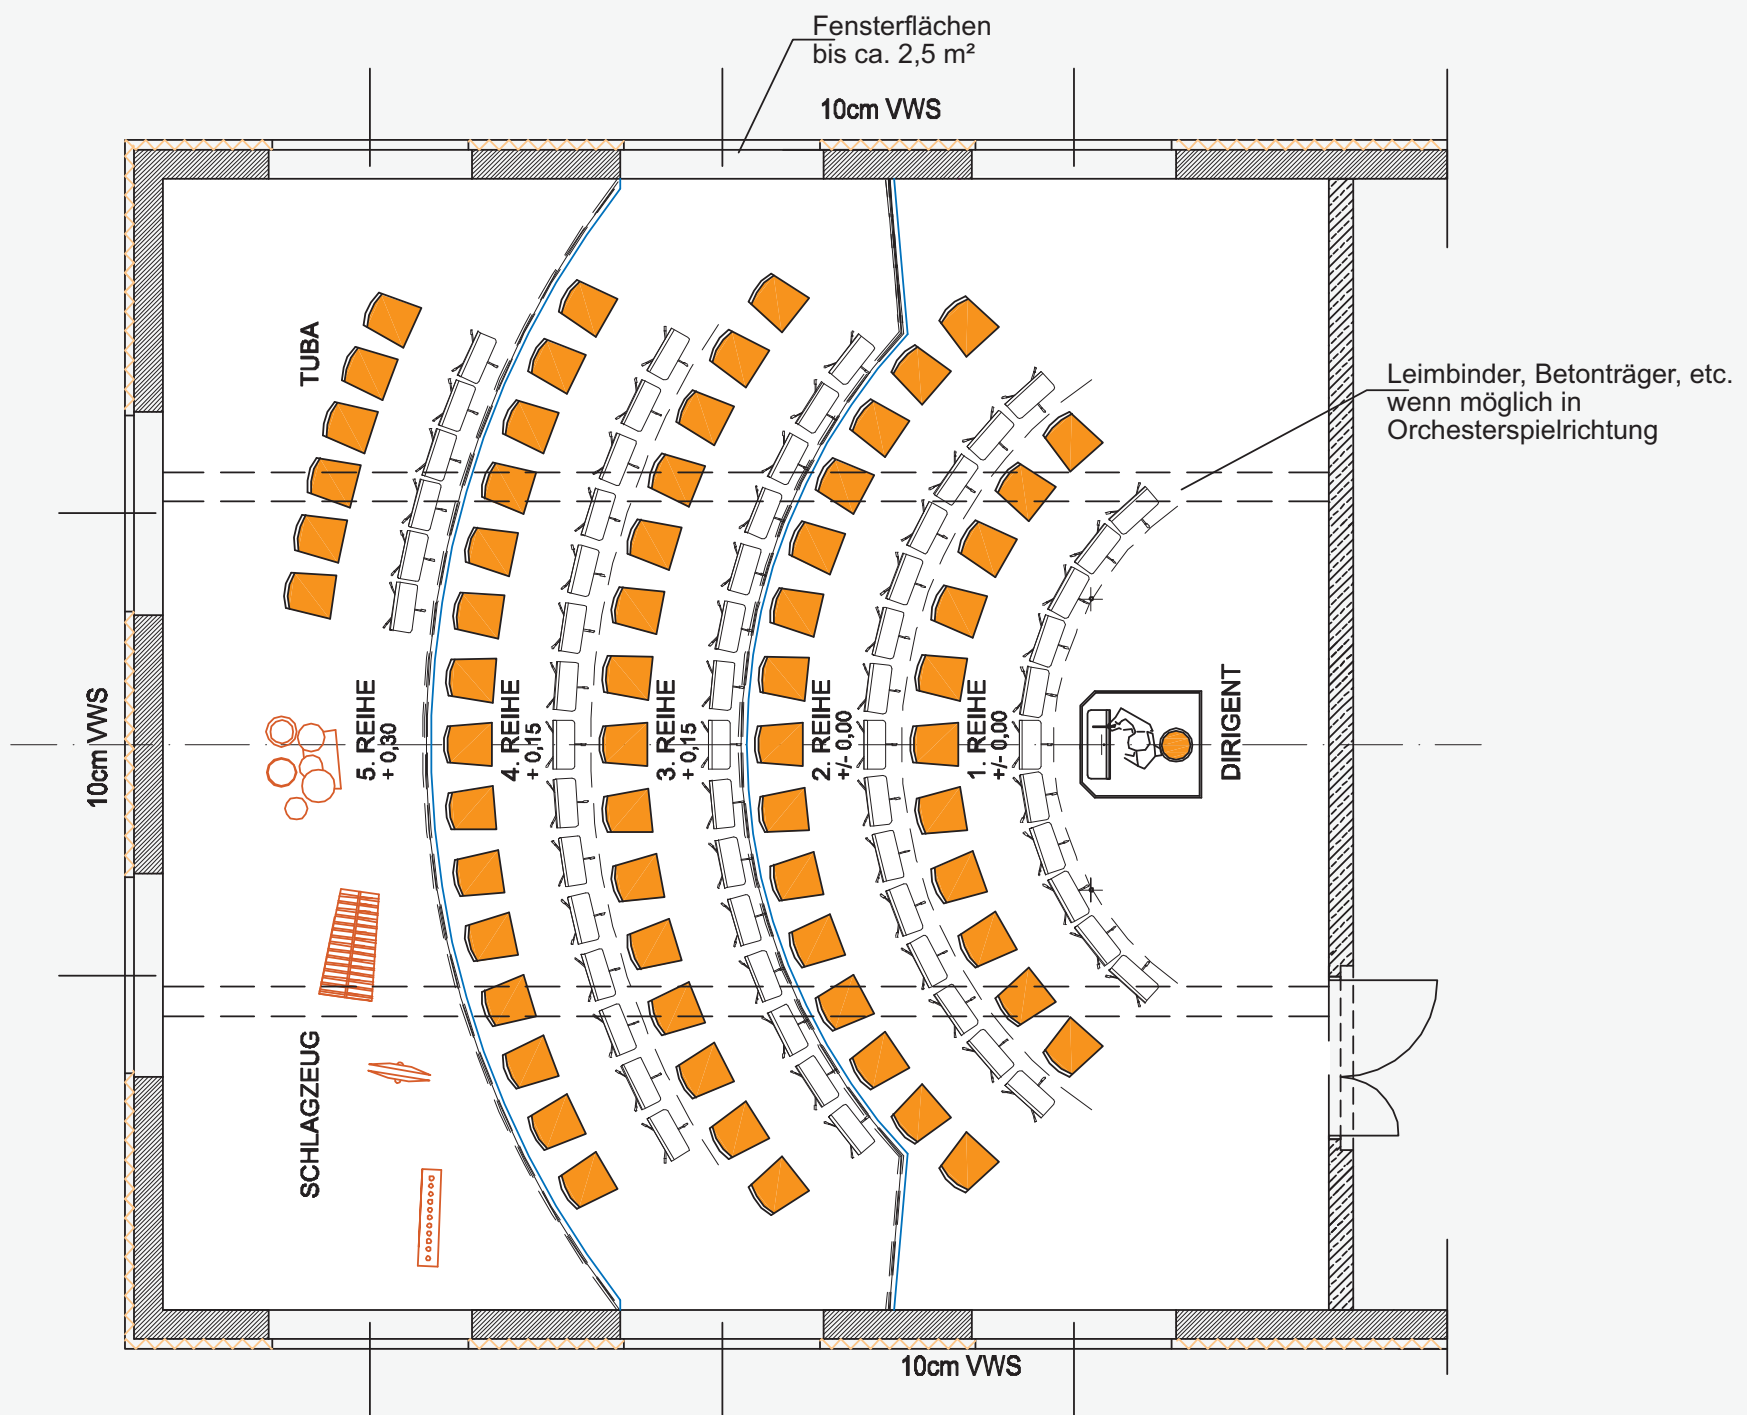 Fensterflächen
bis ca. 2,5 m²
10cm VWS
TUBA
Leimbinder, Betonträger, etc.
wenn möglich in
Orchesterspielrichtung
10cm VWS
5. REIHE
+ 0,30
4. REIHE
+ 0,15
3. REIHE
+ 0,15
2. REIHE
+/- 0,00
1. REIHE
+/- 0,00
DIRIGENT
SCHLAGZEUG
10cm VWS